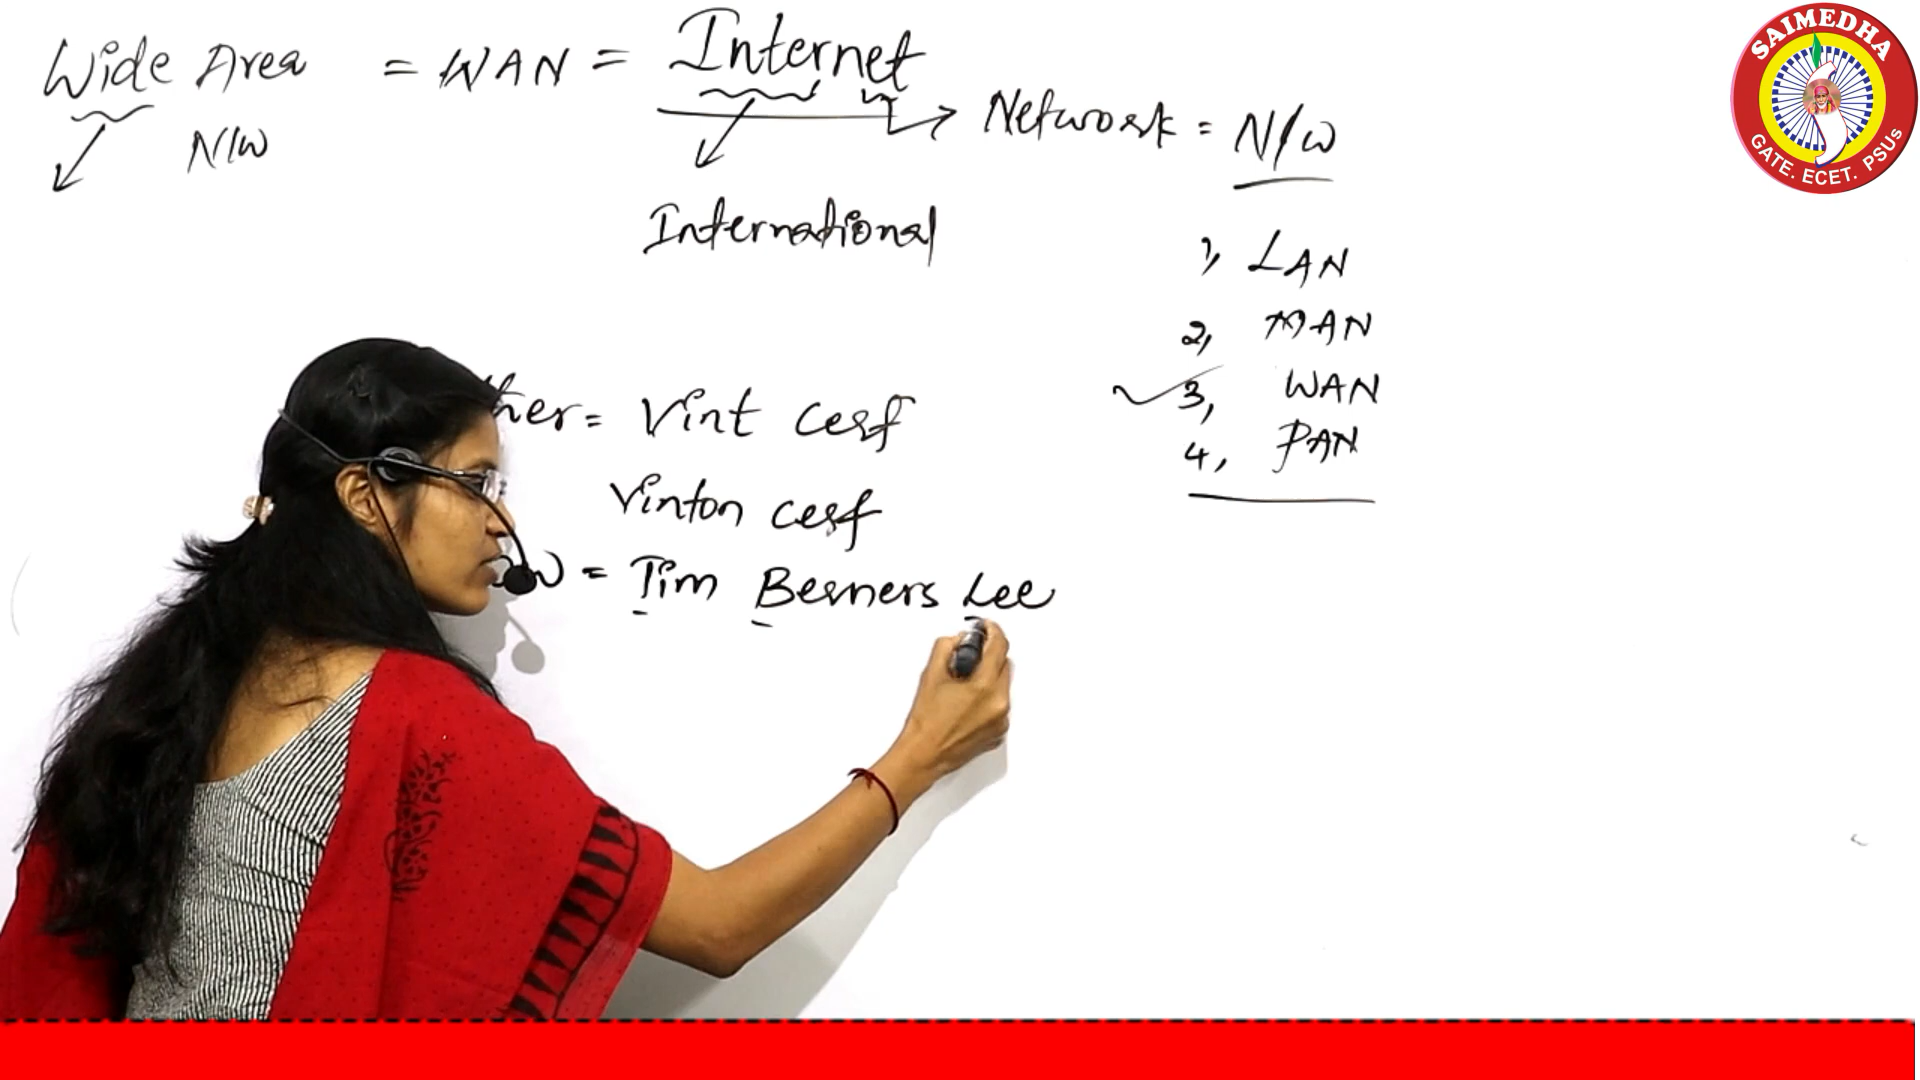 Wide Area = WAN = Internet
N/W
Network = N/W
International
1, LAN
2, MAN
3, WAN
4, PAN
ther = Vint Cerf
Vinton Cerf
W = Tim Berners Lee
SAIMEDHA
GATE. ECET. PSUs